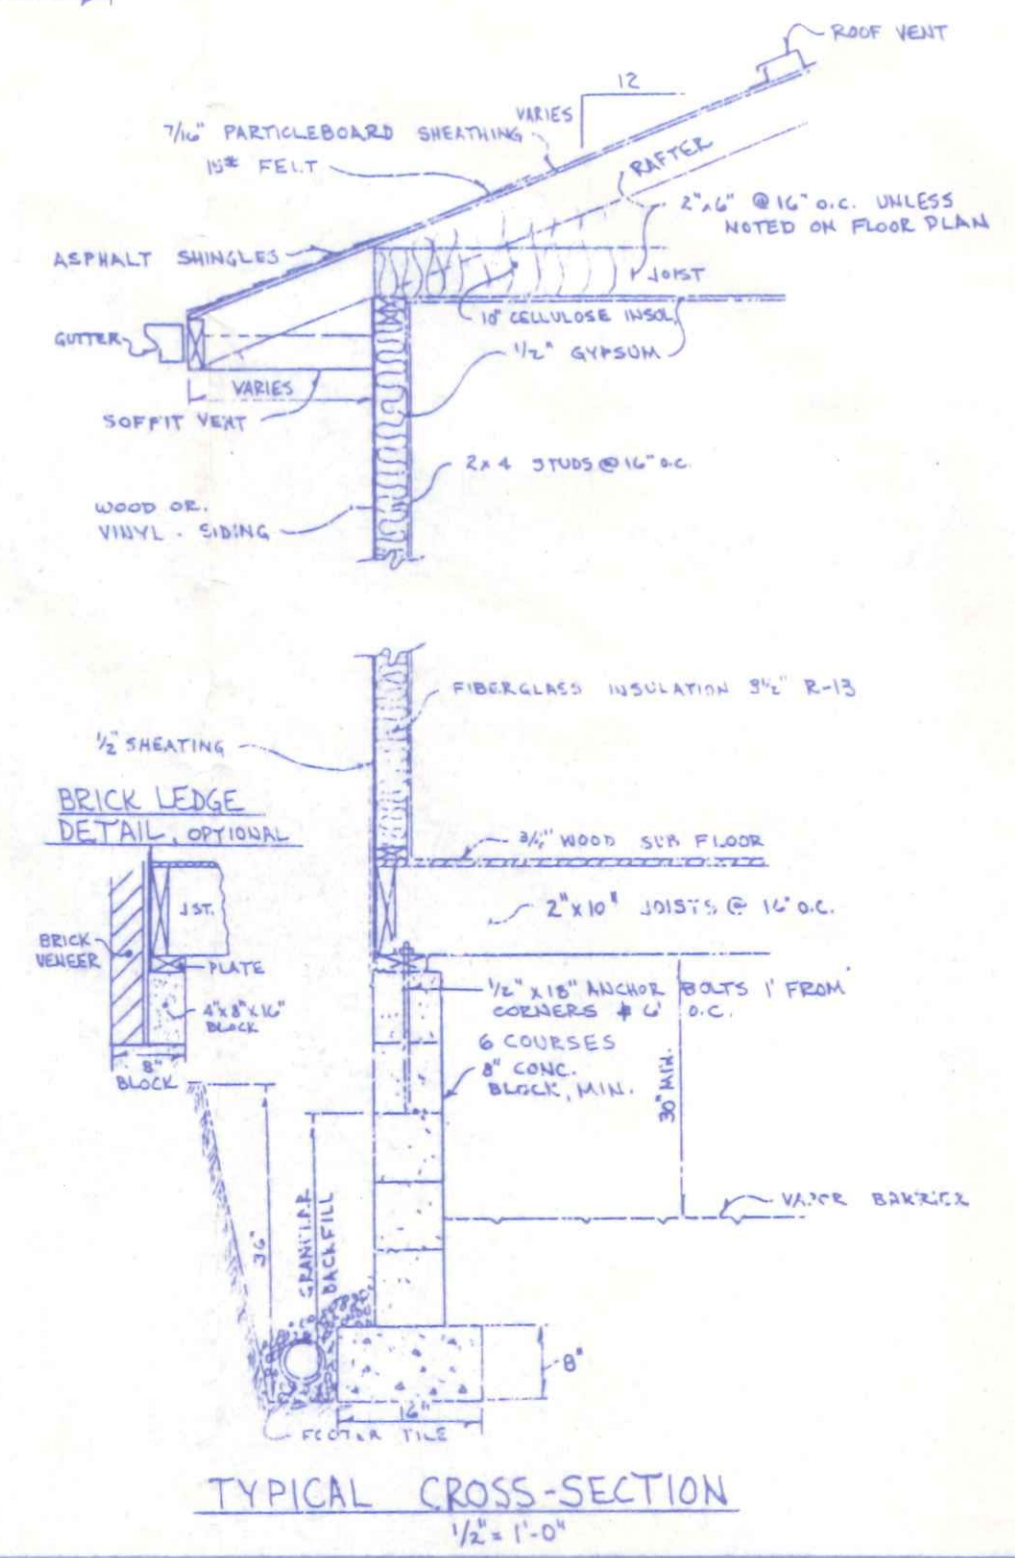 ROOF VENT
12
VARIES
7/16" PARTICLEBOARD SHEATHING
15# FELT
RAFTER
2"x6" @ 16" O.C. UNLESS
NOTED ON FLOOR PLAN
ASPHALT SHINGLES
JOIST
10" CELLULOSE INSUL.
GUTTER
1/2" GYPSUM
VARIES
SOFFIT VENT
2x4 STUDS @ 16" O.C.
WOOD OR
VINYL SIDING
FIBERGLASS INSULATION 3½" R-13
1/2" SHEATING
BRICK LEDGE
DETAIL, OPTIONAL
3/4" WOOD SUB FLOOR
JST.
2"x10" JOISTS @ 16" O.C.
BRICK
VENEER
PLATE
1/2" x 18" ANCHOR BOLTS 1' FROM
CORNERS & 6' O.C.
4"x8"x16"
BLOCK
6 COURSES
8" CONC.
BLOCK, MIN.
8"
BLOCK
30" MIN.
VAPOR BARRIER
36"
GRANULAR
BACKFILL
8"
16"
FOOTER TILE
TYPICAL CROSS-SECTION
1/2" = 1'-0"